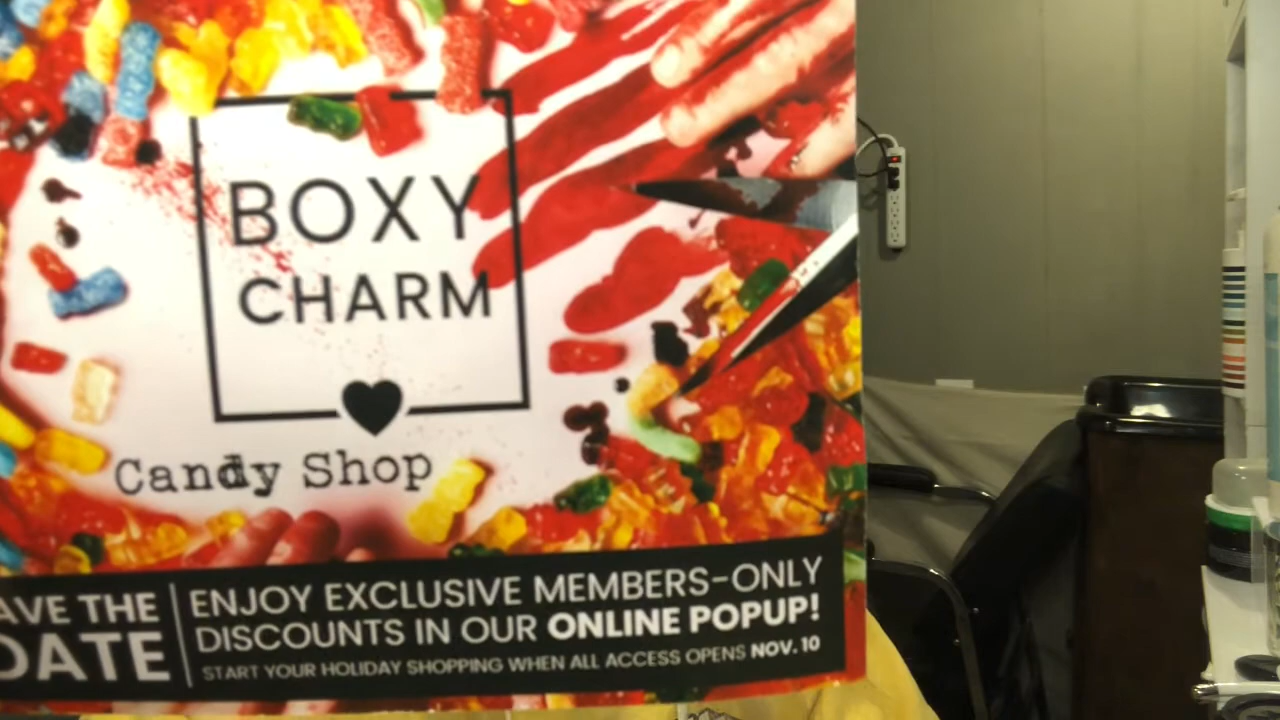 BOXY
CHARM
Candy Shop
AVE THE
DATE
ENJOY EXCLUSIVE MEMBERS-ONLY
DISCOUNTS IN OUR ONLINE POPUP!
START YOUR HOLIDAY SHOPPING WHEN ALL ACCESS OPENS NOV. 10